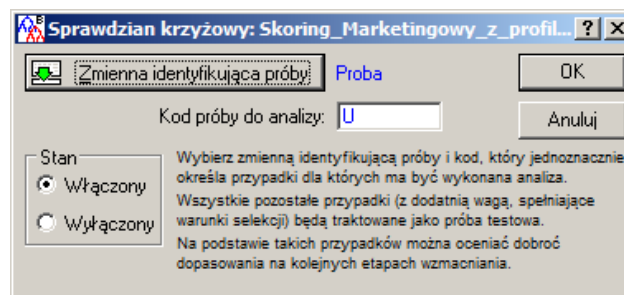 Sprawdzian krzyżowy: Skoring_Marketingowy_z_profil...
Zmienna identyfikująca próby Proba OK
Kod próby do analizy: U Anuluj
Stan
Włączony
Wyłączony
Wybierz zmienną identyfikującą próby i kod, który jednoznacznie
określa przypadki dla których ma być wykonana analiza.
Wszystkie pozostałe przypadki (z dodatnią wagą, spełniające
warunki selekcji) będą traktowane jako próba testowa.
Na podstawie takich przypadków można oceniać dobroć
dopasowania na kolejnych etapach wzmacniania.